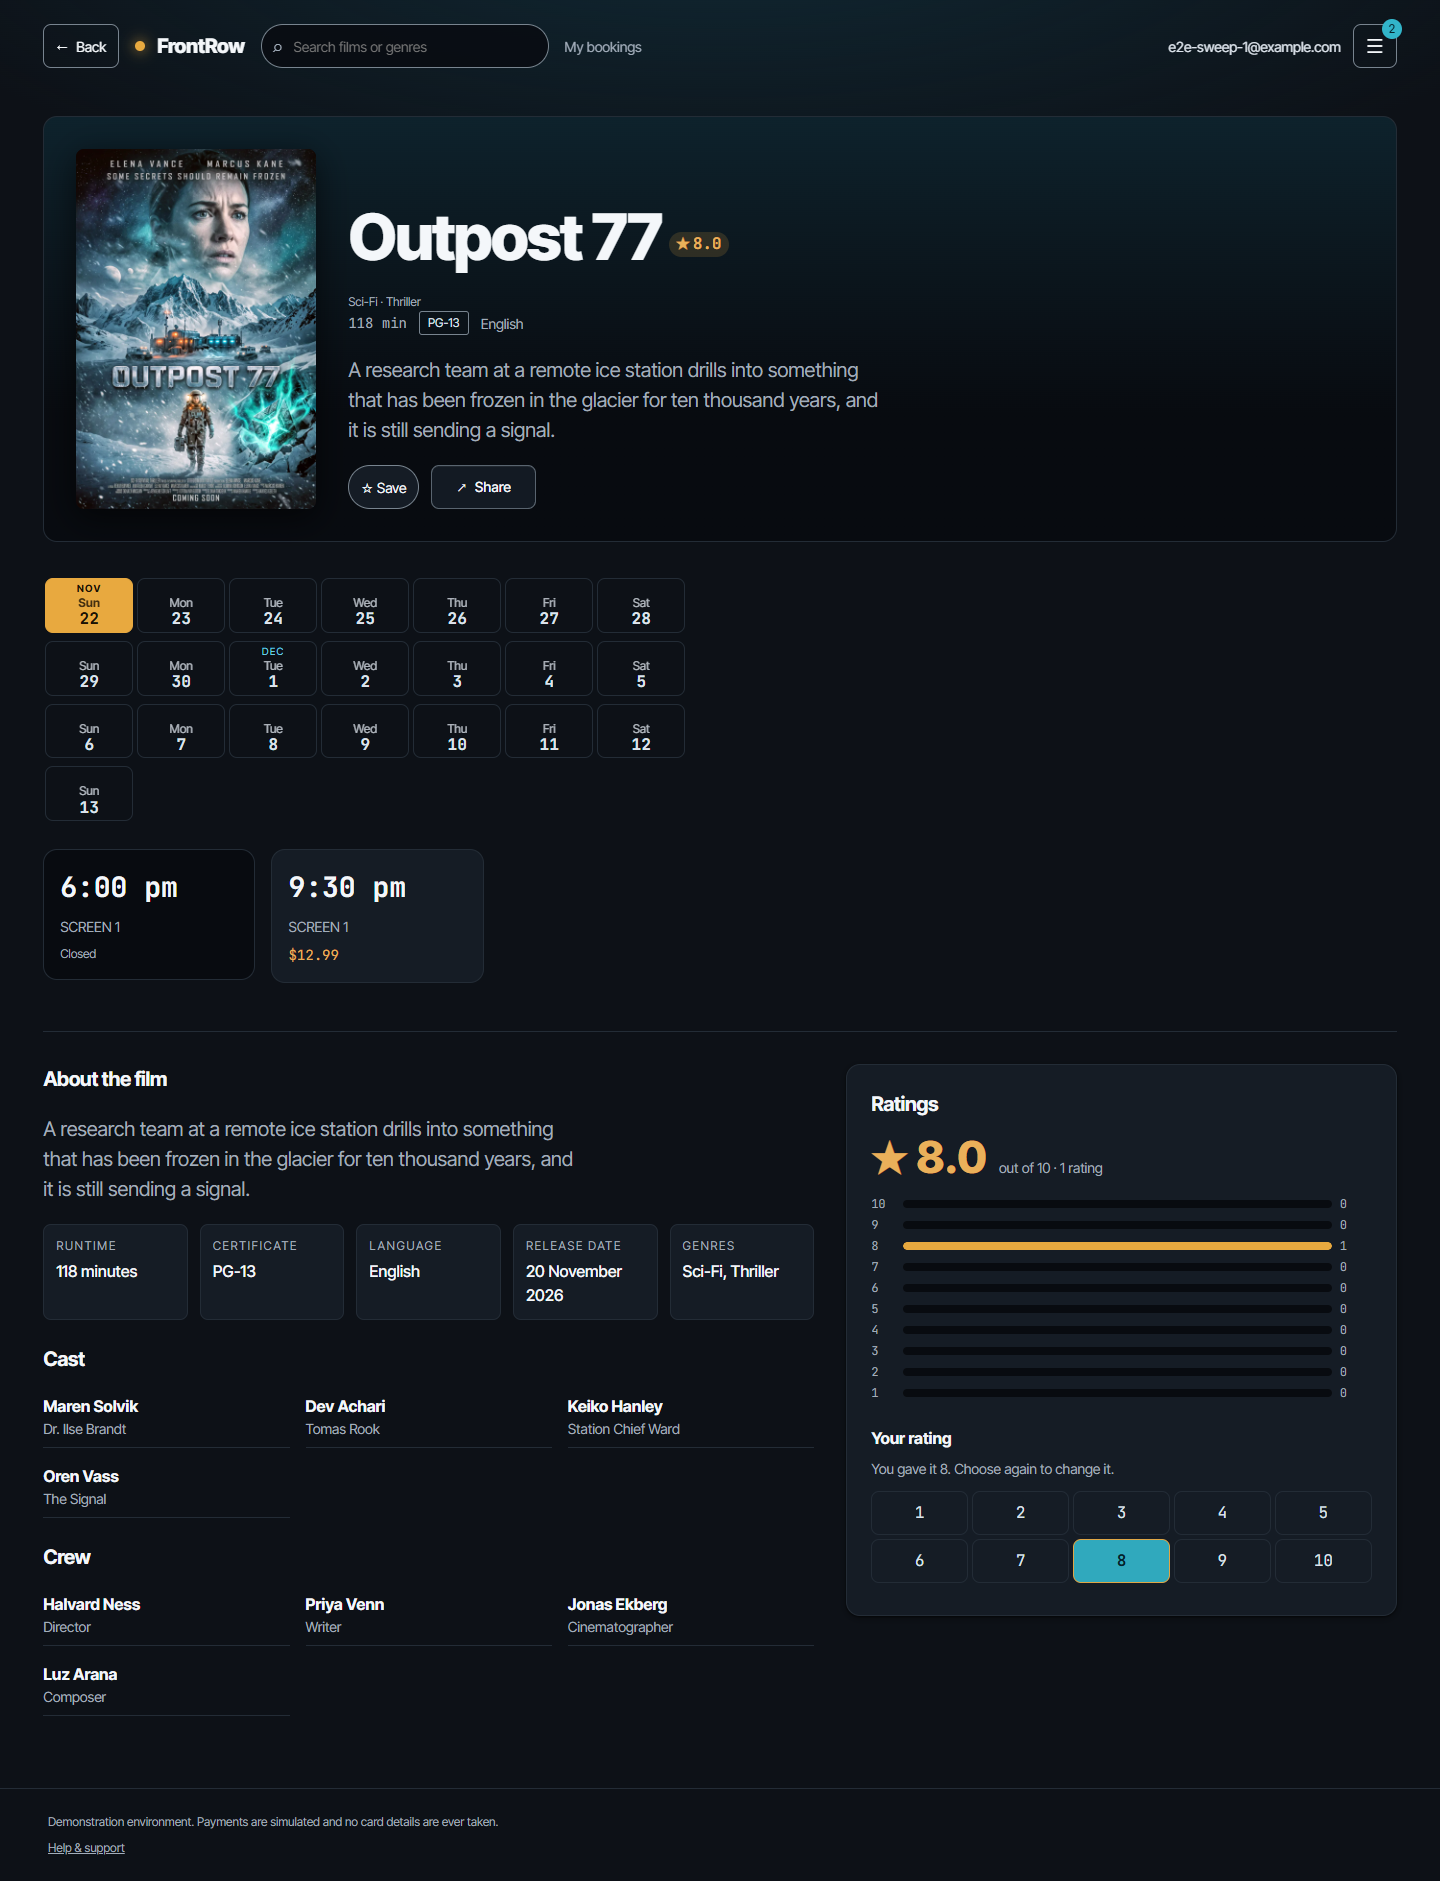 ← Back
FrontRow
Search films or genres
My bookings
e2e-sweep-1@example.com
2
ELENA VANCE MARCUS KANE
SOME SECRETS SHOULD REMAIN FROZEN
OUTPOST 77
COMING SOON
Outpost 77
★ 8.0
Sci-Fi · Thriller
118 min PG-13 English
A research team at a remote ice station drills into something
that has been frozen in the glacier for ten thousand years, and
it is still sending a signal.
☆ Save
↗ Share
NOV
Sun Mon Tue Wed Thu Fri Sat
22 23 24 25 26 27 28
DEC
Sun Mon Tue Wed Thu Fri Sat
29 30 1 2 3 4 5
Sun Mon Tue Wed Thu Fri Sat
6 7 8 9 10 11 12
Sun
13
6:00 pm
SCREEN 1
Closed
9:30 pm
SCREEN 1
$12.99
About the film
A research team at a remote ice station drills into something
that has been frozen in the glacier for ten thousand years, and
it is still sending a signal.
RUNTIME
118 minutes
CERTIFICATE
PG-13
LANGUAGE
English
RELEASE DATE
20 November
2026
GENRES
Sci-Fi, Thriller
Cast
Maren Solvik
Dr. Ilse Brandt
Dev Achari
Tomas Rook
Keiko Hanley
Station Chief Ward
Oren Vass
The Signal
Crew
Halvard Ness
Director
Priya Venn
Writer
Jonas Ekberg
Cinematographer
Luz Arana
Composer
Ratings
★ 8.0 out of 10 · 1 rating
10 0
9 0
8 1
7 0
6 0
5 0
4 0
3 0
2 0
1 0
Your rating
You gave it 8. Choose again to change it.
1 2 3 4 5
6 7 8 9 10
Demonstration environment. Payments are simulated and no card details are ever taken.
Help & support